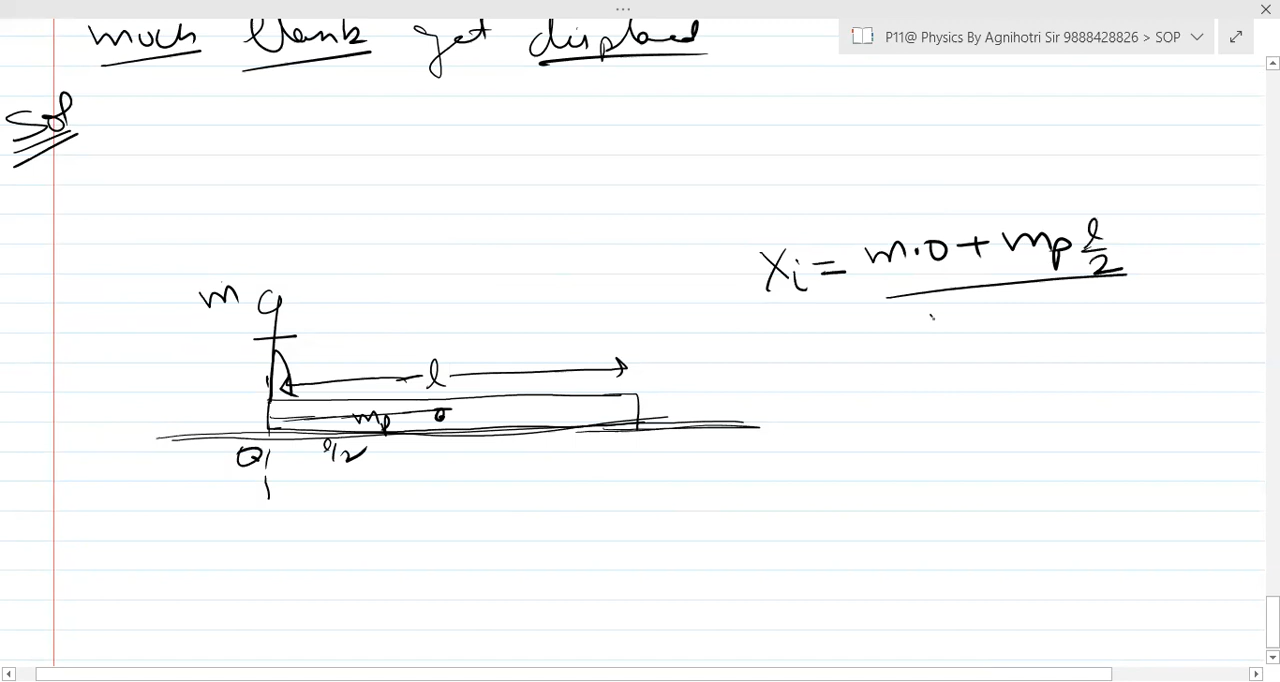 P11@ Physics By Agnihotri Sir 9888428826 > SOP
much Plank get displaced
Sol
Xi = m.0 + mp l/2
m
l
mp
O l/2